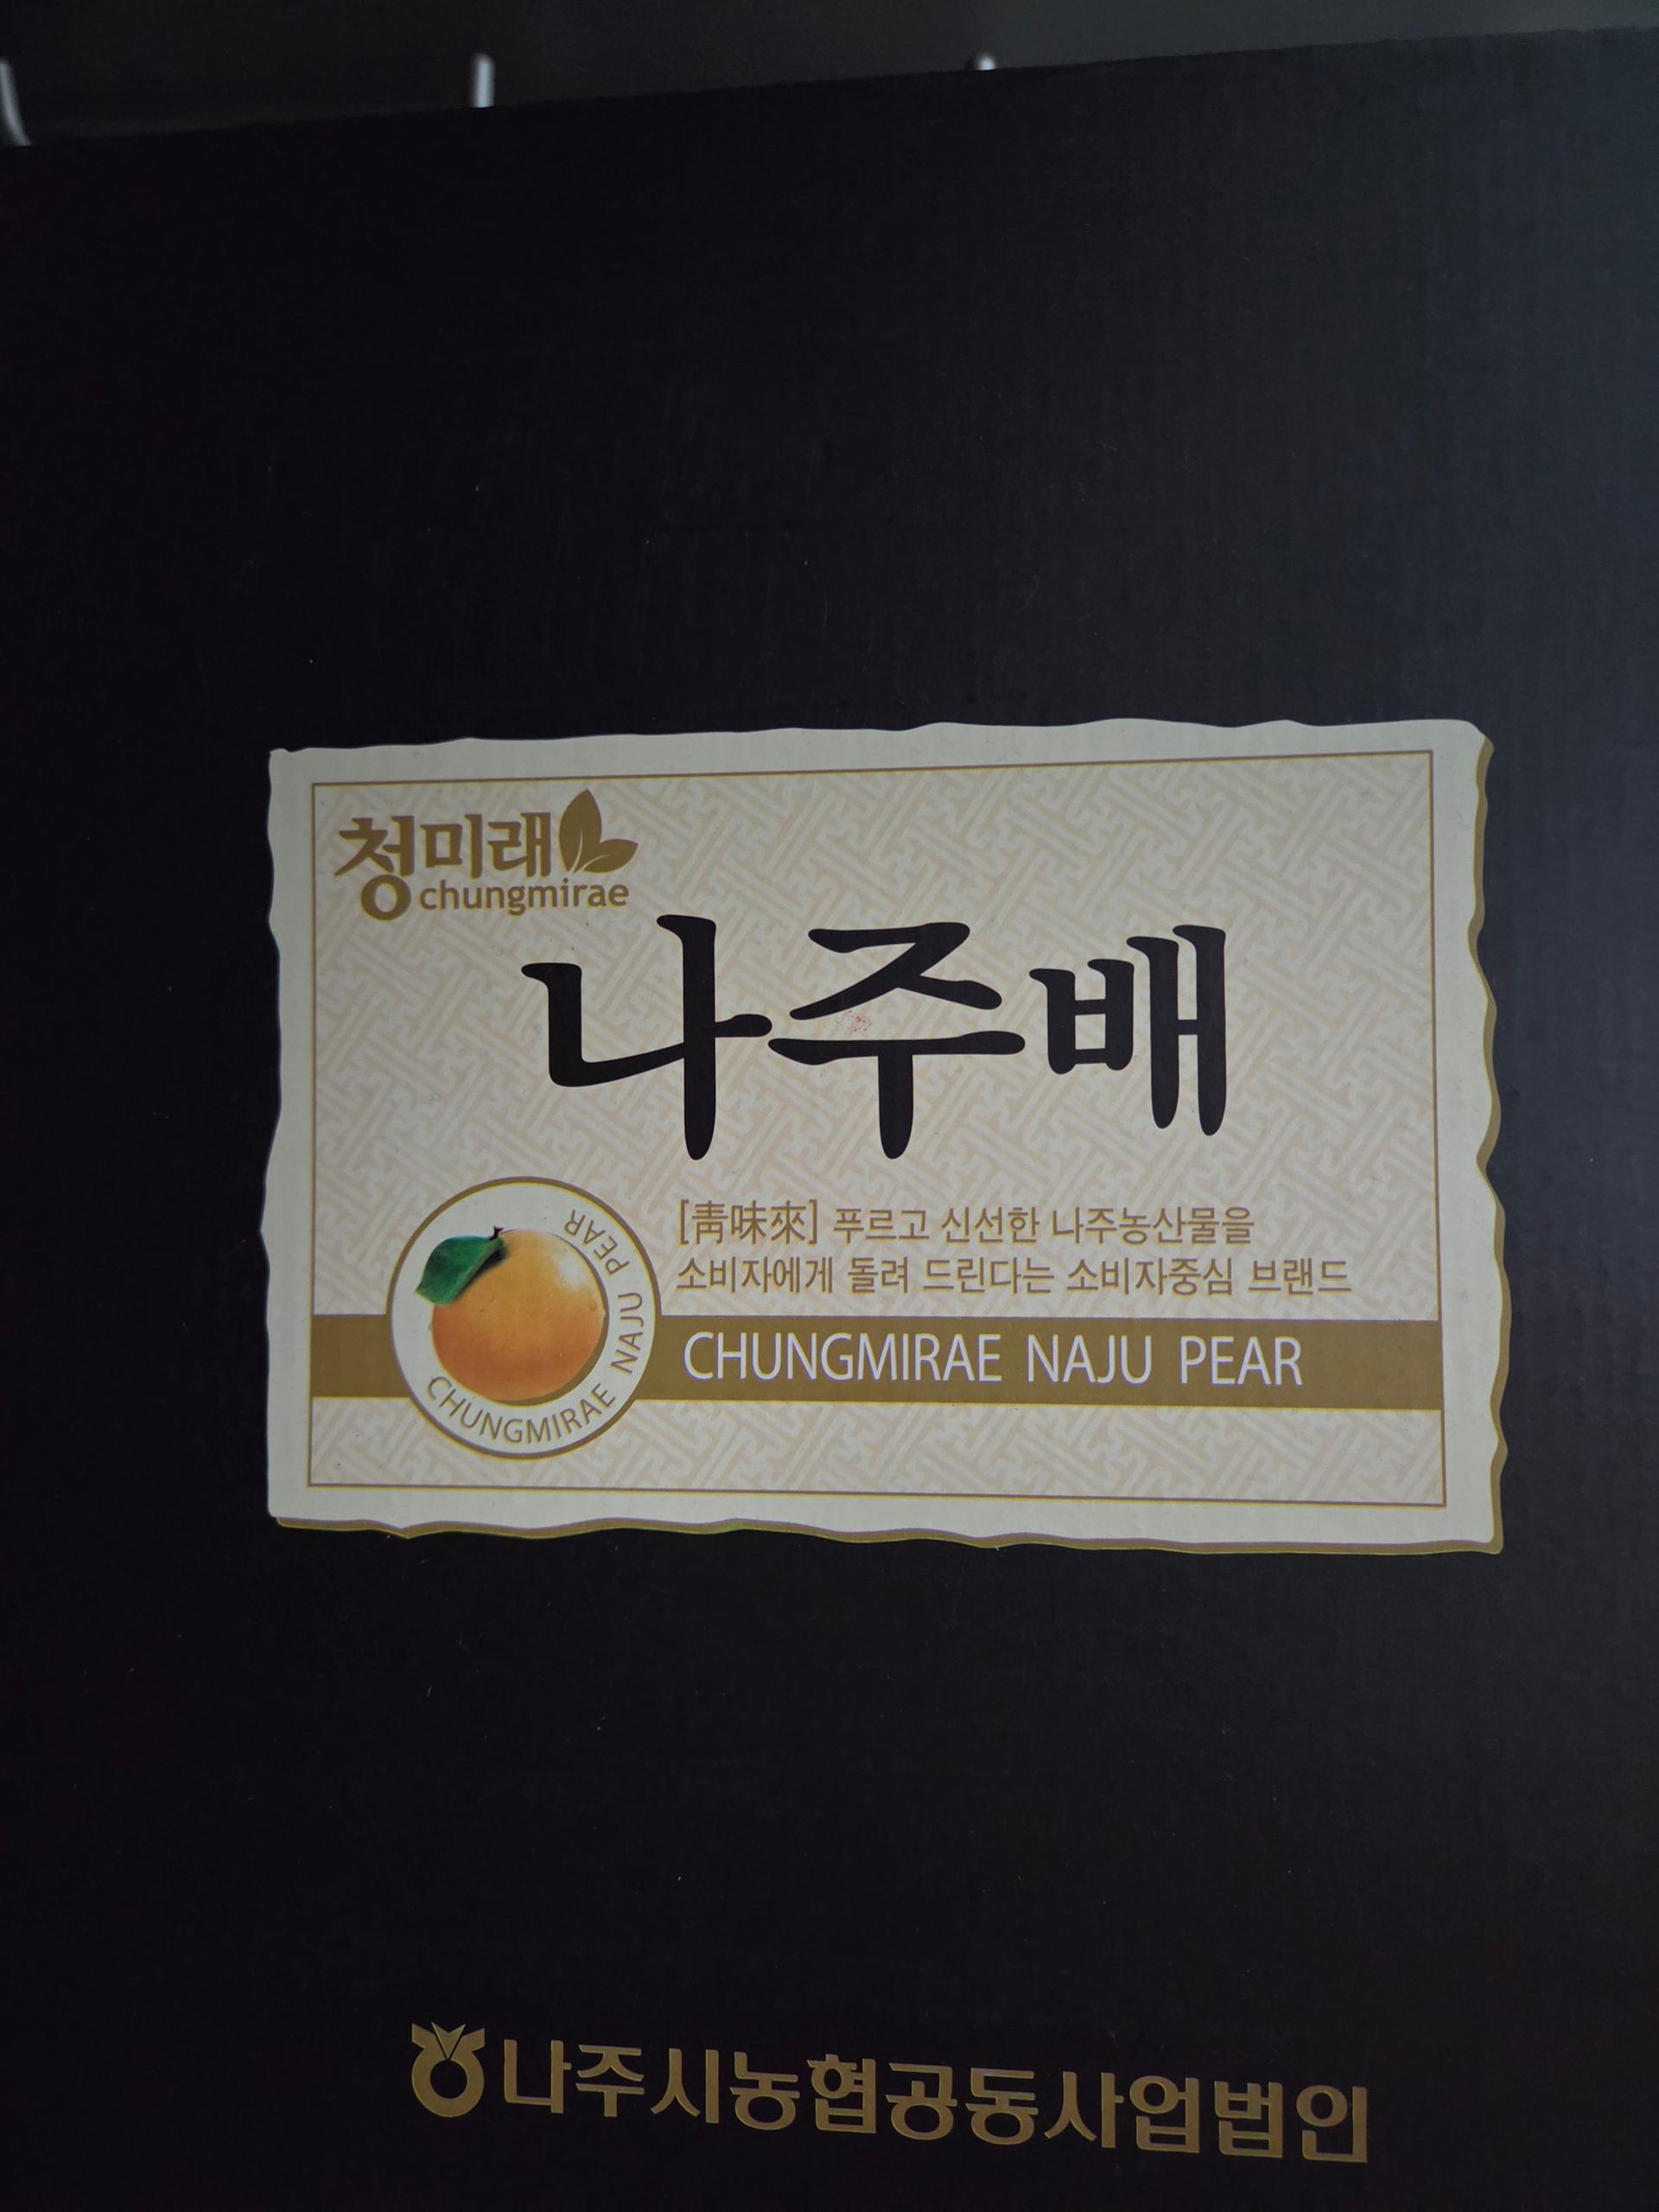 청미래
chungmirae
나주배
[靑味來] 푸르고 신선한 나주농산물을
소비자에게 돌려 드린다는 소비자중심 브랜드
CHUNGMIRAE NAJU PEAR
CHUNGMIRAE NAJU PEAR
나주시농협공동사업법인